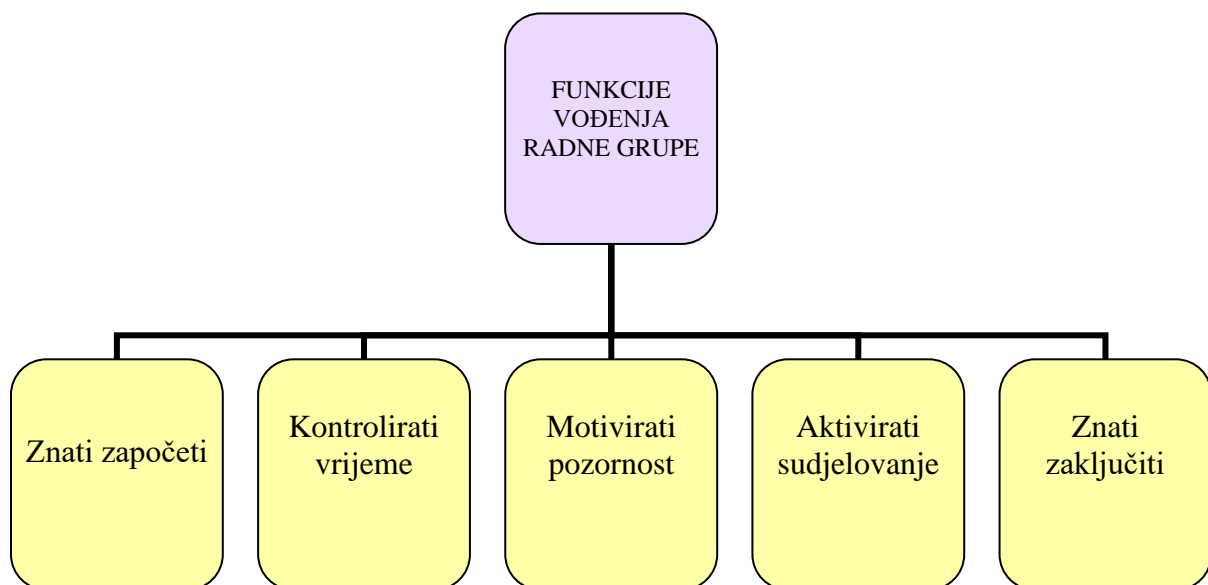 FUNKCIJE
VOĐENJA
RADNE GRUPE
Znati započeti
Kontrolirati
vrijeme
Motivirati
pozornost
Aktivirati
sudjelovanje
Znati
zaključiti